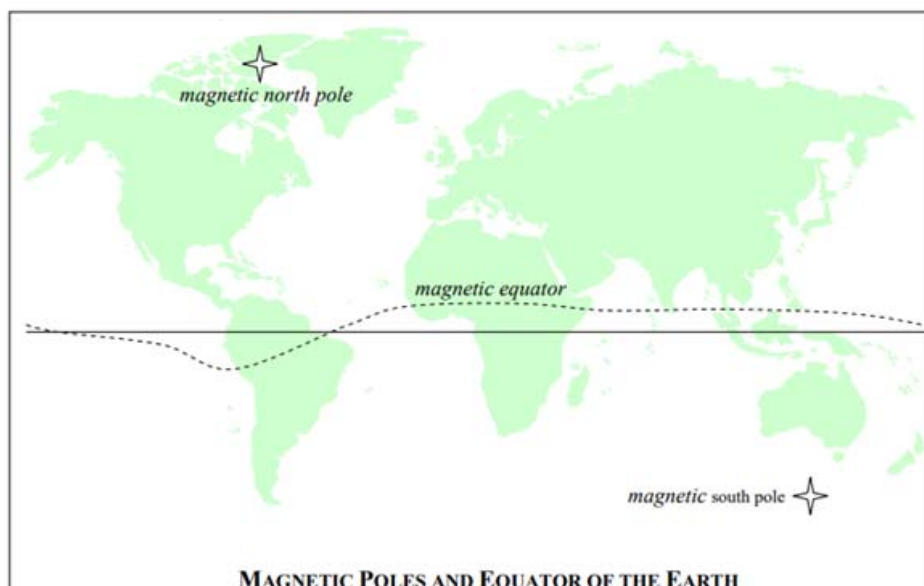 magnetic north pole
magnetic equator
magnetic south pole
MAGNETIC POLES AND EQUATOR OF THE EARTH